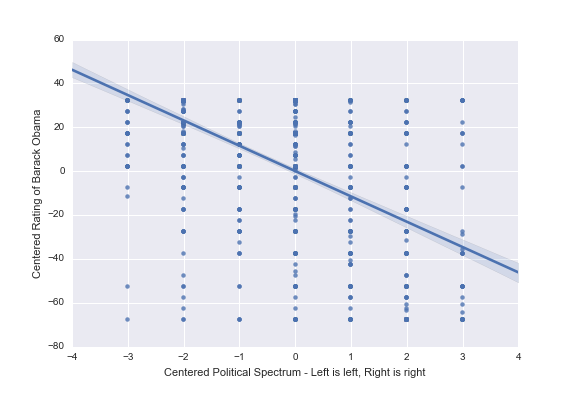 60
40
20
0
−20
−40
−60
−80
Centered Rating of Barack Obama
−4 −3 −2 −1 0 1 2 3 4
Centered Political Spectrum - Left is left, Right is right